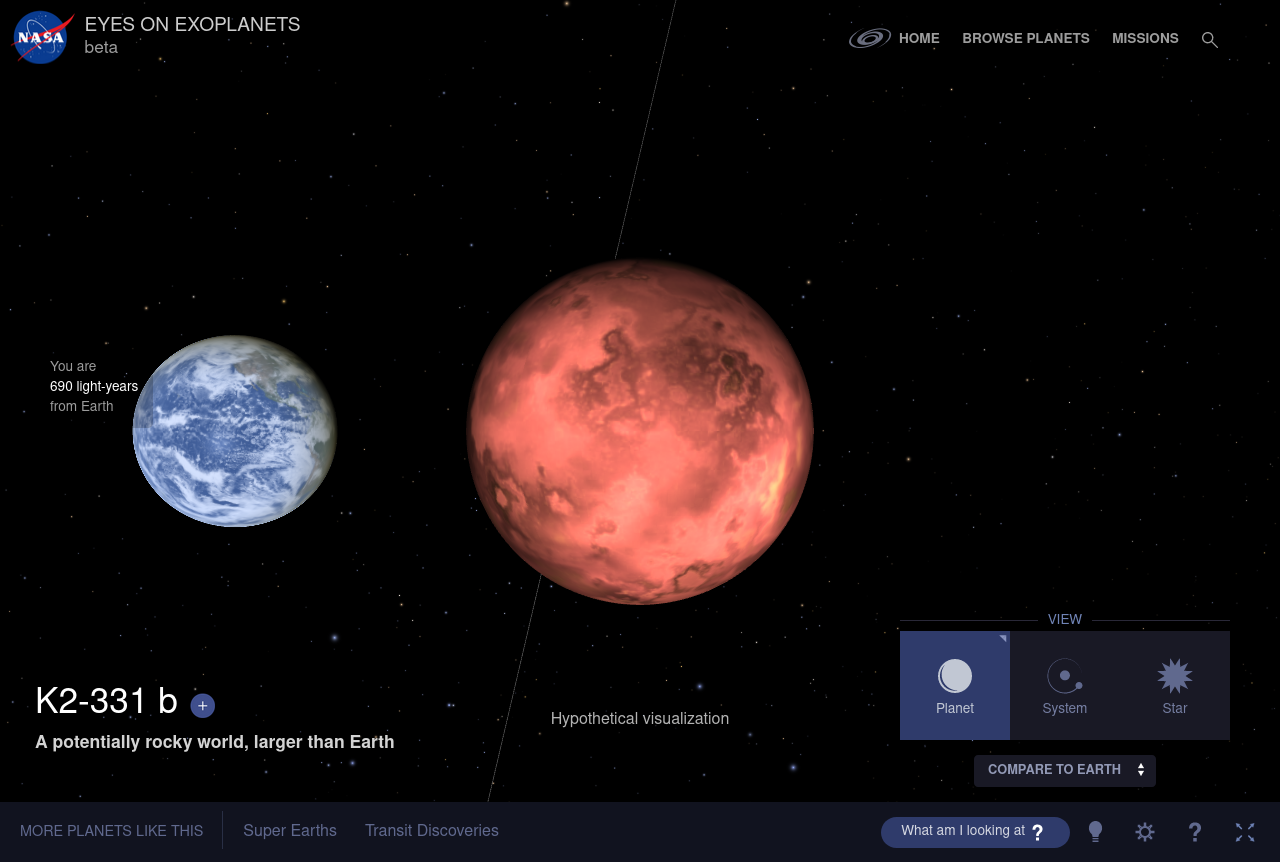 NASA
EYES ON EXOPLANETS
beta
HOME
BROWSE PLANETS
MISSIONS
You are
690 light-years
from Earth
K2-331 b +
A potentially rocky world, larger than Earth
Hypothetical visualization
VIEW
Planet
System
Star
COMPARE TO EARTH
MORE PLANETS LIKE THIS
Super Earths
Transit Discoveries
What am I looking at ?
?